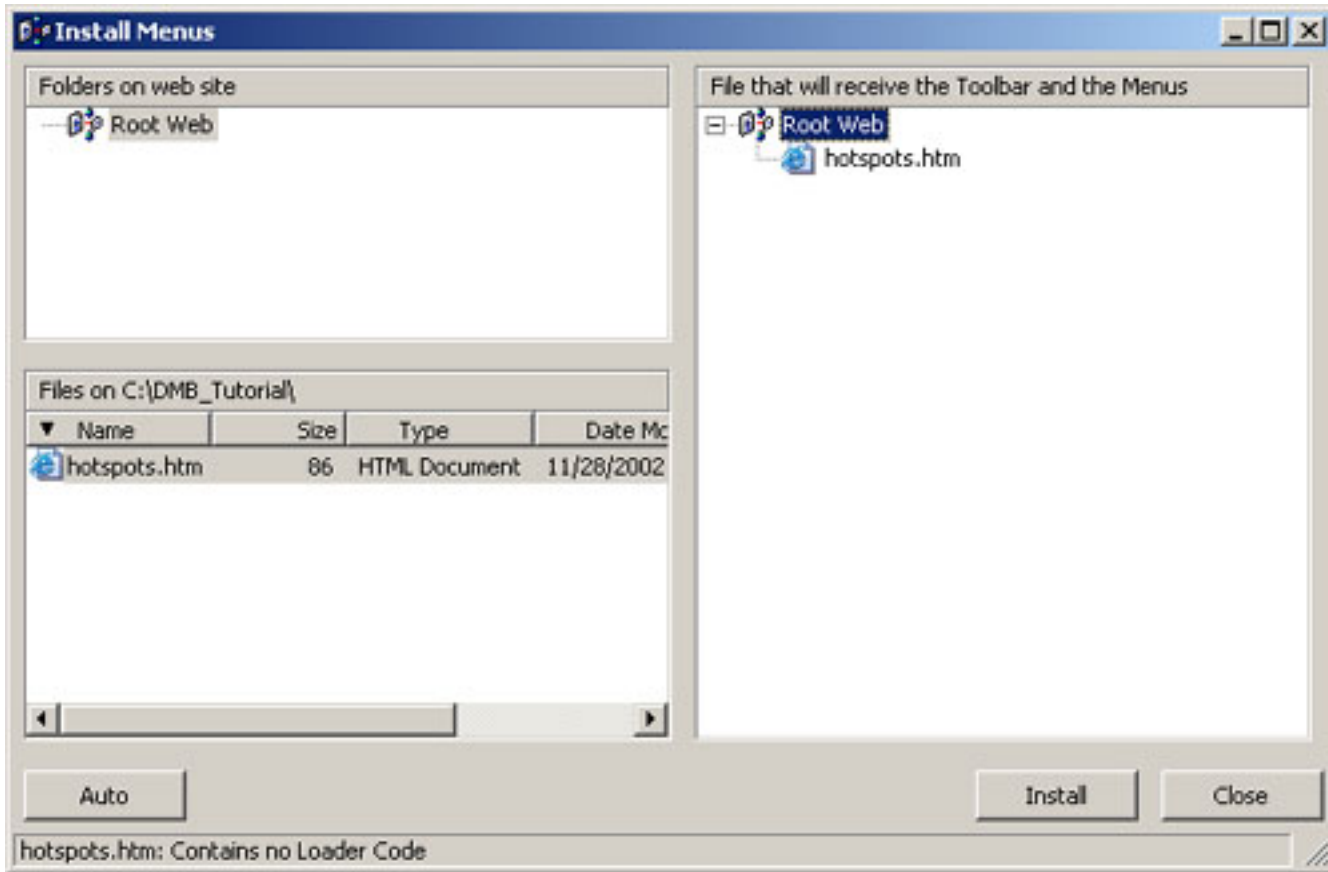 Install Menus
Folders on web site
Root Web
File that will receive the Toolbar and the Menus
Root Web
hotspots.htm
Files on C:\DMB_Tutorial\
Name Size Type Date Mo
hotspots.htm 86 HTML Document 11/28/2002
Auto Install Close
hotspots.htm: Contains no Loader Code